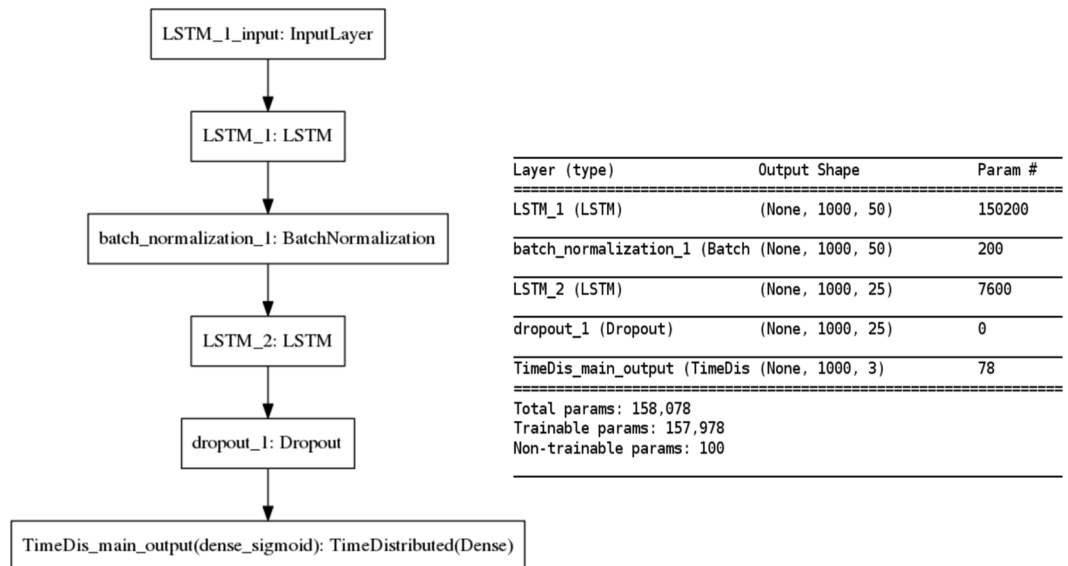 LSTM_1_input: InputLayer
LSTM_1: LSTM
batch_normalization_1: BatchNormalization
LSTM_2: LSTM
dropout_1: Dropout
TimeDis_main_output(dense_sigmoid): TimeDistributed(Dense)
Layer (type) Output Shape Param #
LSTM_1 (LSTM) (None, 1000, 50) 150200
batch_normalization_1 (Batch (None, 1000, 50) 200
LSTM_2 (LSTM) (None, 1000, 25) 7600
dropout_1 (Dropout) (None, 1000, 25) 0
TimeDis_main_output (TimeDis (None, 1000, 3) 78
Total params: 158,078
Trainable params: 157,978
Non-trainable params: 100